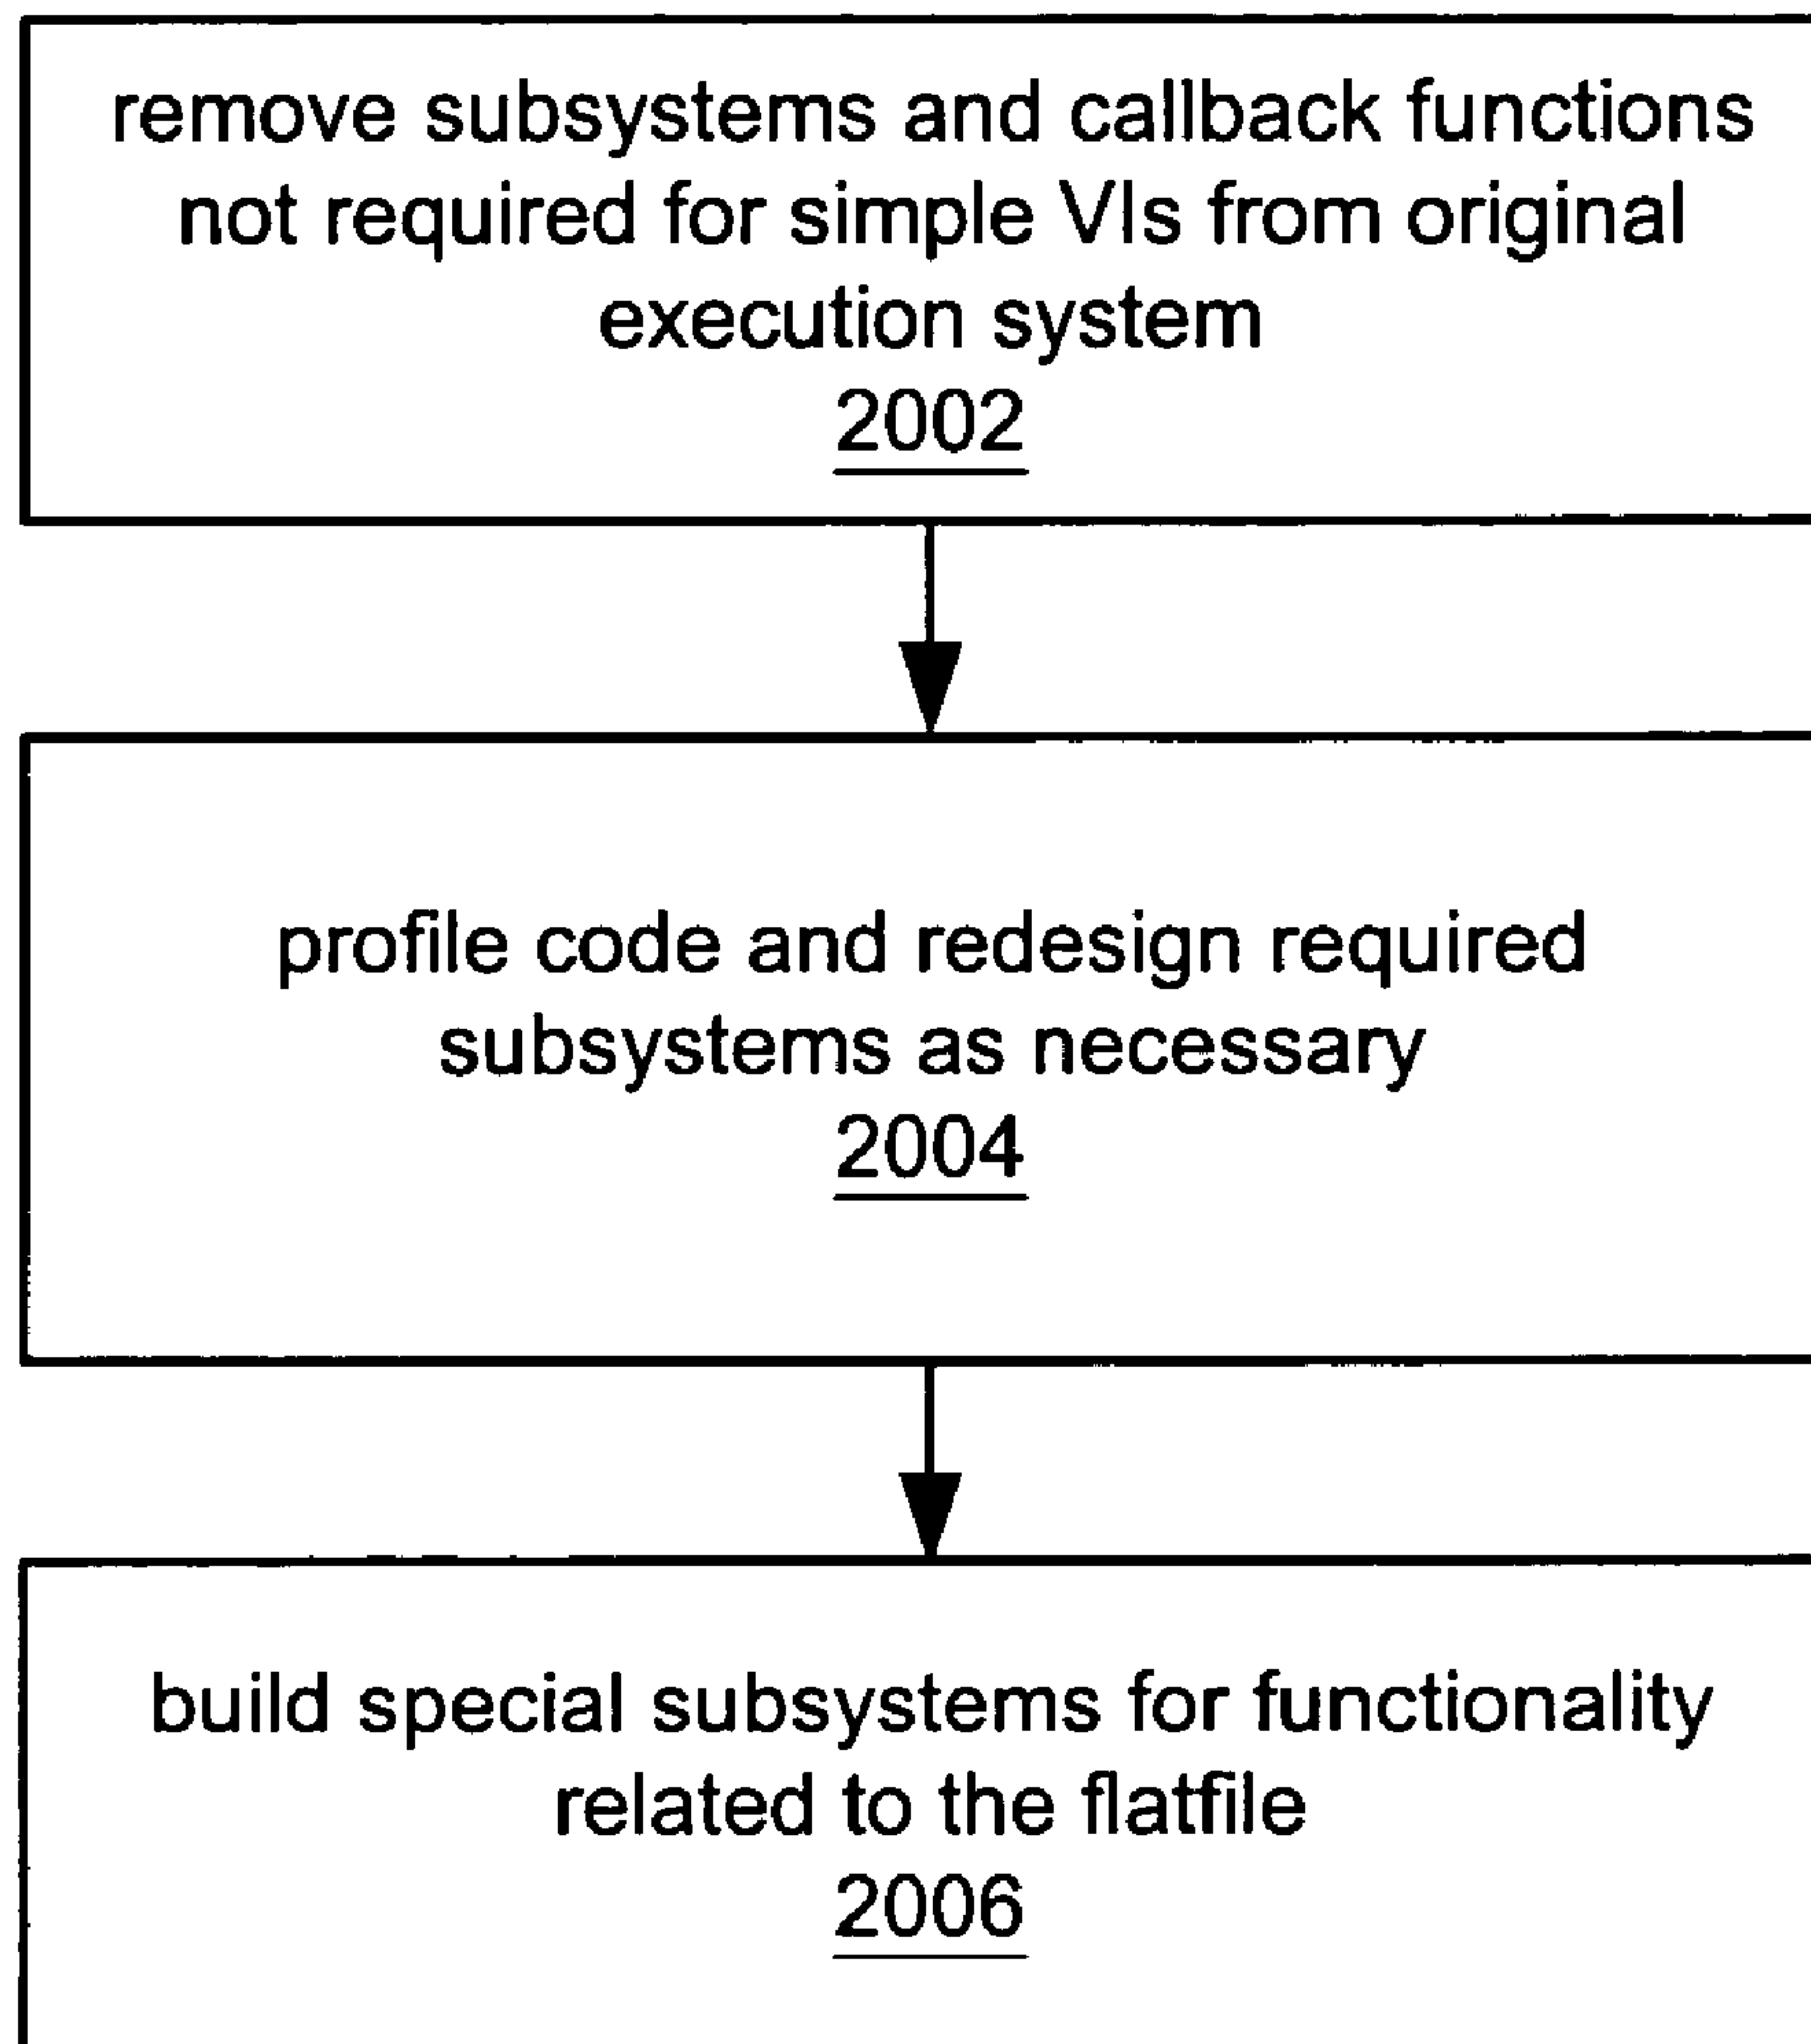 remove subsystems and callback functions
not required for simple VIs from original
execution system
2002
profile code and redesign required
subsystems as necessary
2004
build special subsystems for functionality
related to the flatfile
2006